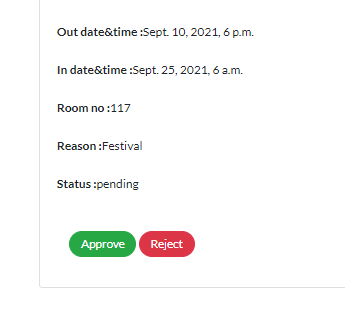 Out date&time :Sept. 10, 2021, 6 p.m.
In date&time :Sept. 25, 2021, 6 a.m.
Room no :117
Reason :Festival
Status :pending
Approve Reject